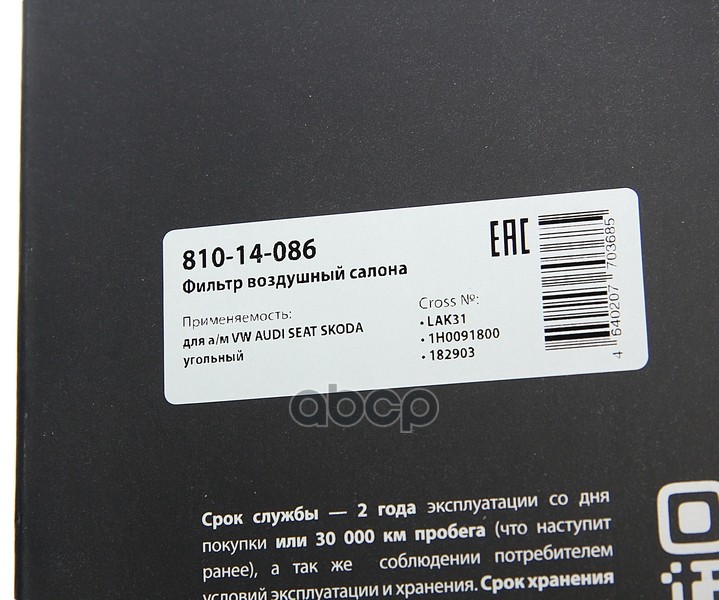 810-14-086
Фильтр воздушный салона
Применяемость:
для а/м VW AUDI SEAT SKODA
угольный
Cross №:
• LAK31
• 1H0091800
• 182903
EAC
4 640207 703685
abcp
Срок службы — 2 года эксплуатации со дня
покупки или 30 000 км пробега (что наступит
ранее), а так же соблюдении потребителем
условий эксплуатации и хранения. Срок хранения